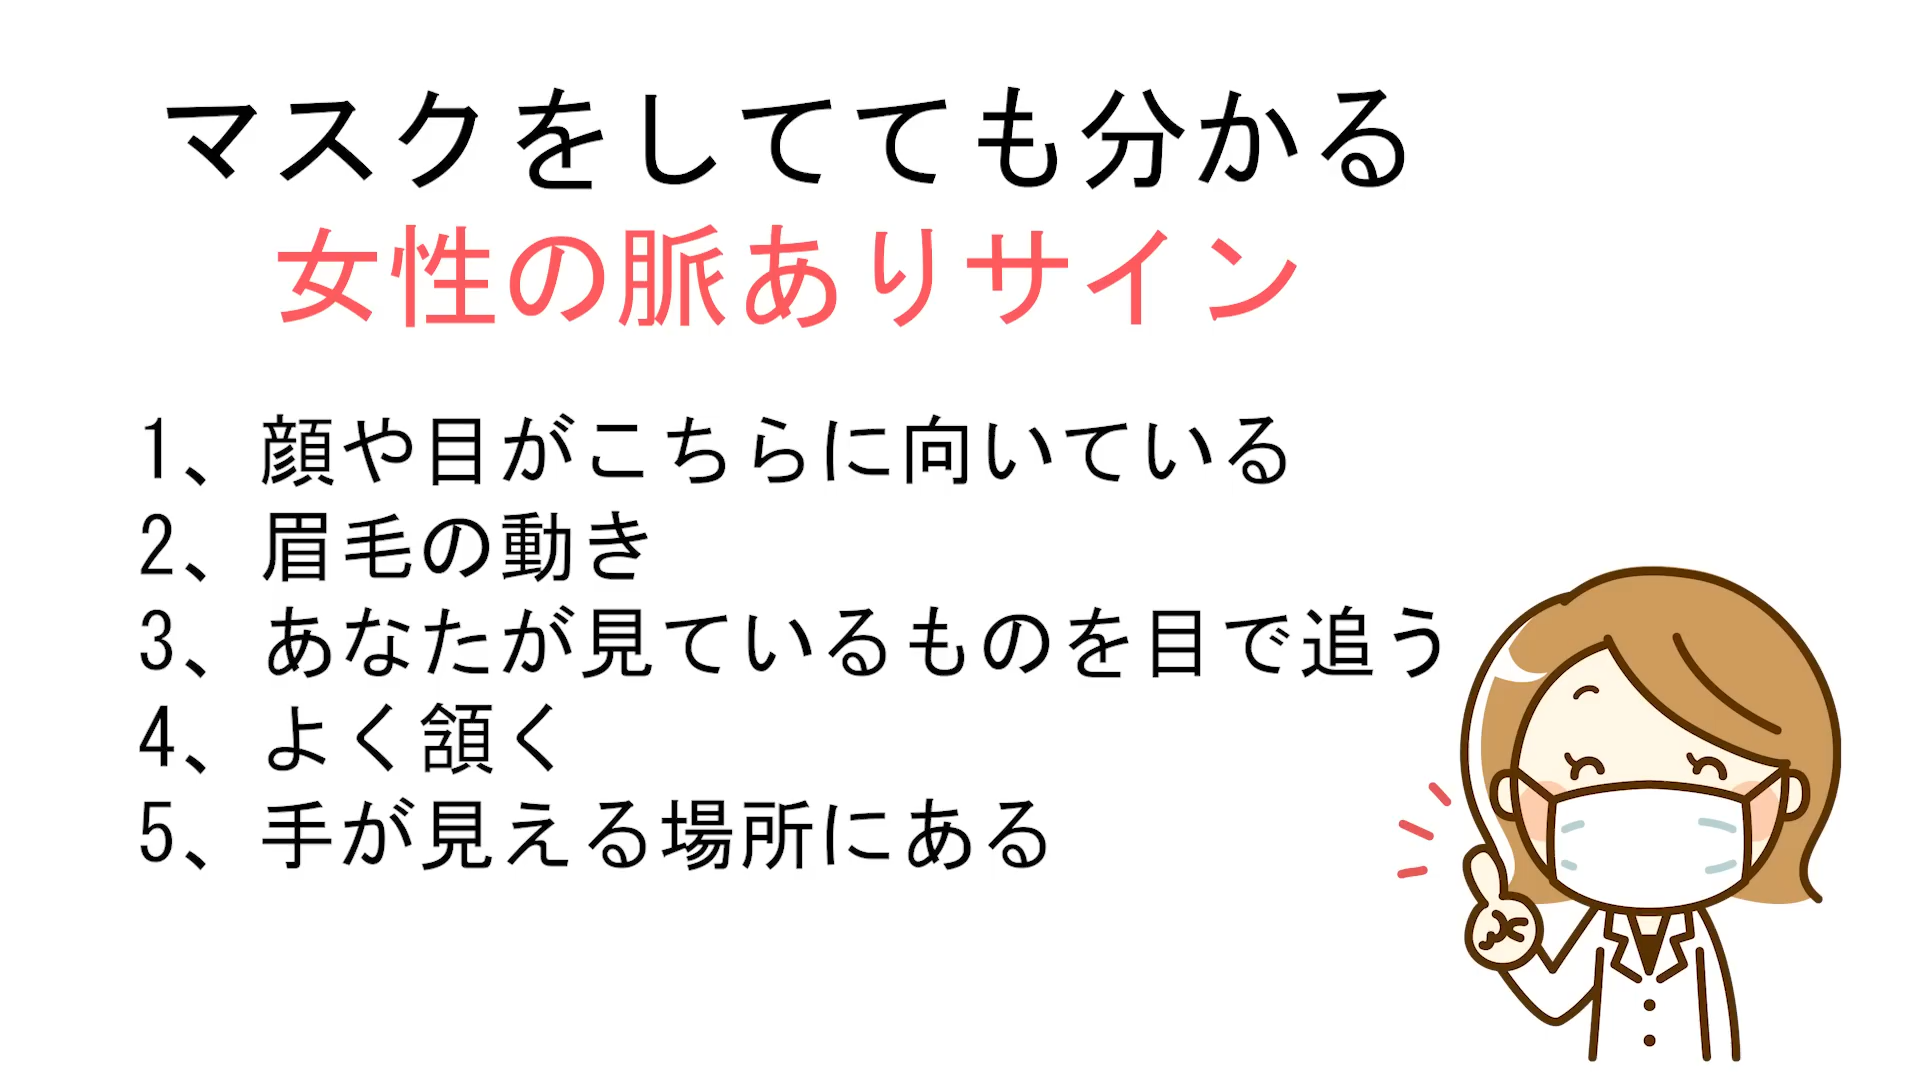 マスクをしてても分かる
女性の脈ありサイン
1、顔や目がこちらに向いている
2、眉毛の動き
3、あなたが見ているものを目で追う
4、よく頷く
5、手が見える場所にある